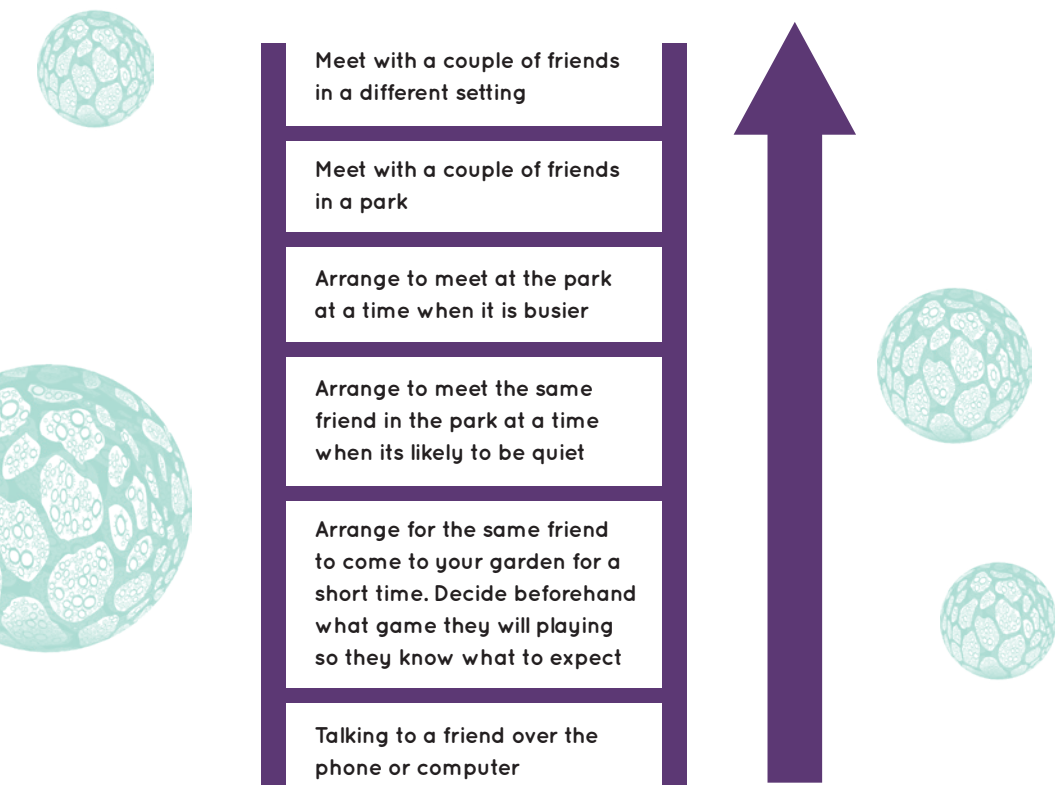 Meet with a couple of friends
in a different setting
Meet with a couple of friends
in a park
Arrange to meet at the park
at a time when it is busier
Arrange to meet the same
friend in the park at a time
when its likely to be quiet
Arrange for the same friend
to come to your garden for a
short time. Decide beforehand
what game they will playing
so they know what to expect
Talking to a friend over the
phone or computer